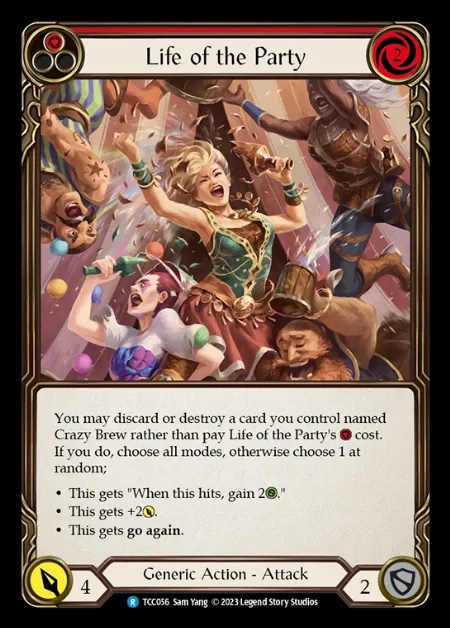 Life of the Party
2
You may discard or destroy a card you control named
Crazy Brew rather than pay Life of the Party's cost.
If you do, choose all modes, otherwise choose 1 at
random;
• This gets "When this hits, gain 2."
• This gets +2.
• This gets go again.
4
Generic Action - Attack
2
R TCC056 Sam Yang © 2023 Legend Story Studios